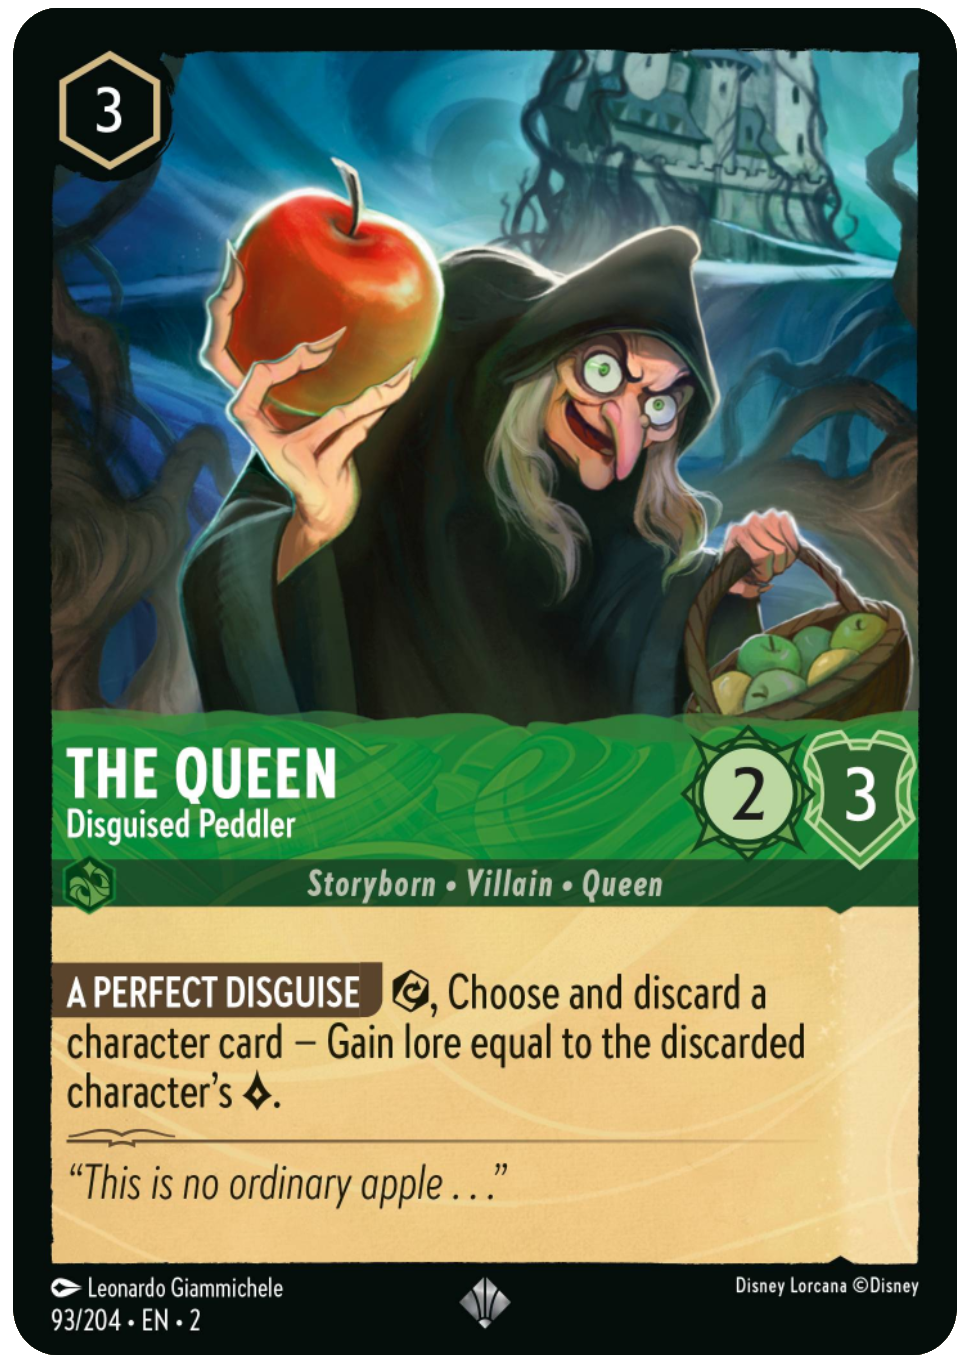 3
THE QUEEN
Disguised Peddler
2
3
Storyborn • Villain • Queen
A PERFECT DISGUISE , Choose and discard a
character card – Gain lore equal to the discarded
character’s .
“This is no ordinary apple . . .”
Leonardo Giammichele
93/204 • EN • 2
Disney Lorcana ©Disney